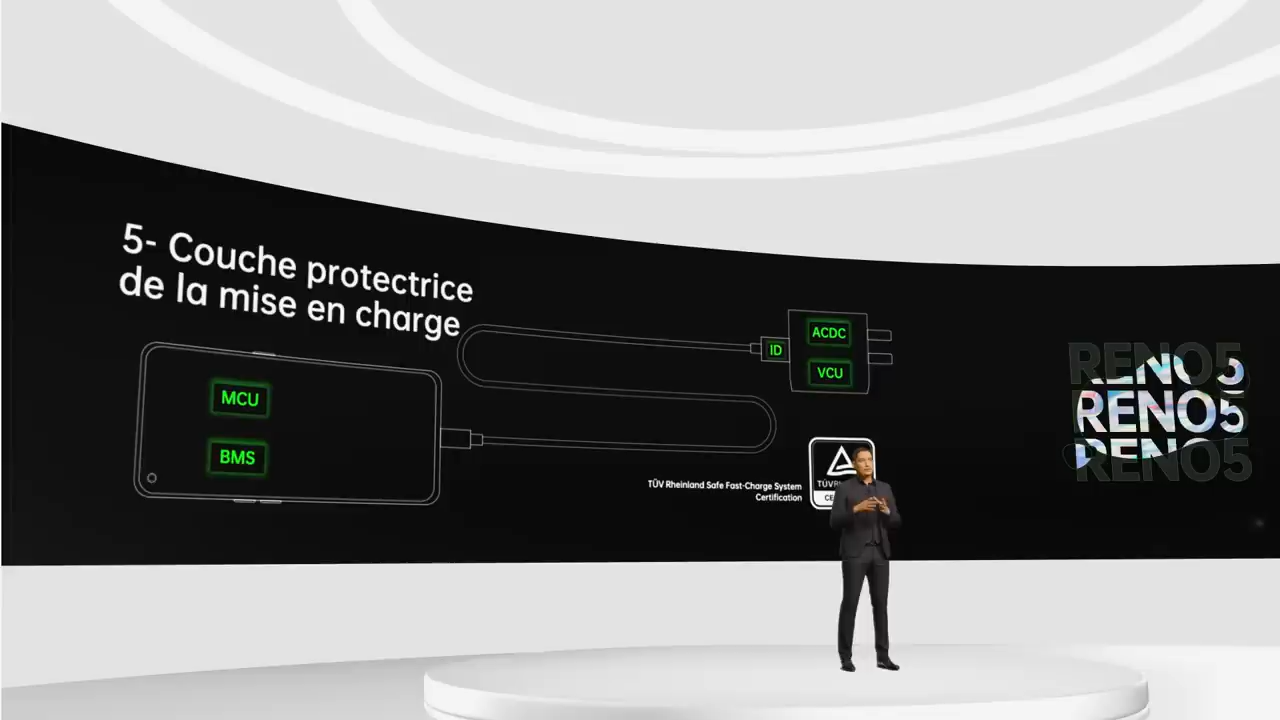 5- Couche protectrice
de la mise en charge
MCU
BMS
ID
ACDC
VCU
TÜV Rheinland Safe Fast-Charge System
Certification
RENO5
RENO5
RENO5